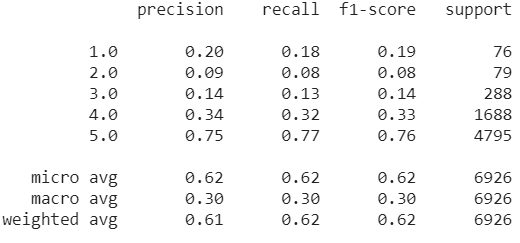 precision recall f1-score support
1.0 0.20 0.18 0.19 76
2.0 0.09 0.08 0.08 79
3.0 0.14 0.13 0.14 288
4.0 0.34 0.32 0.33 1688
5.0 0.75 0.77 0.76 4795
micro avg 0.62 0.62 0.62 6926
macro avg 0.30 0.30 0.30 6926
weighted avg 0.61 0.62 0.62 6926